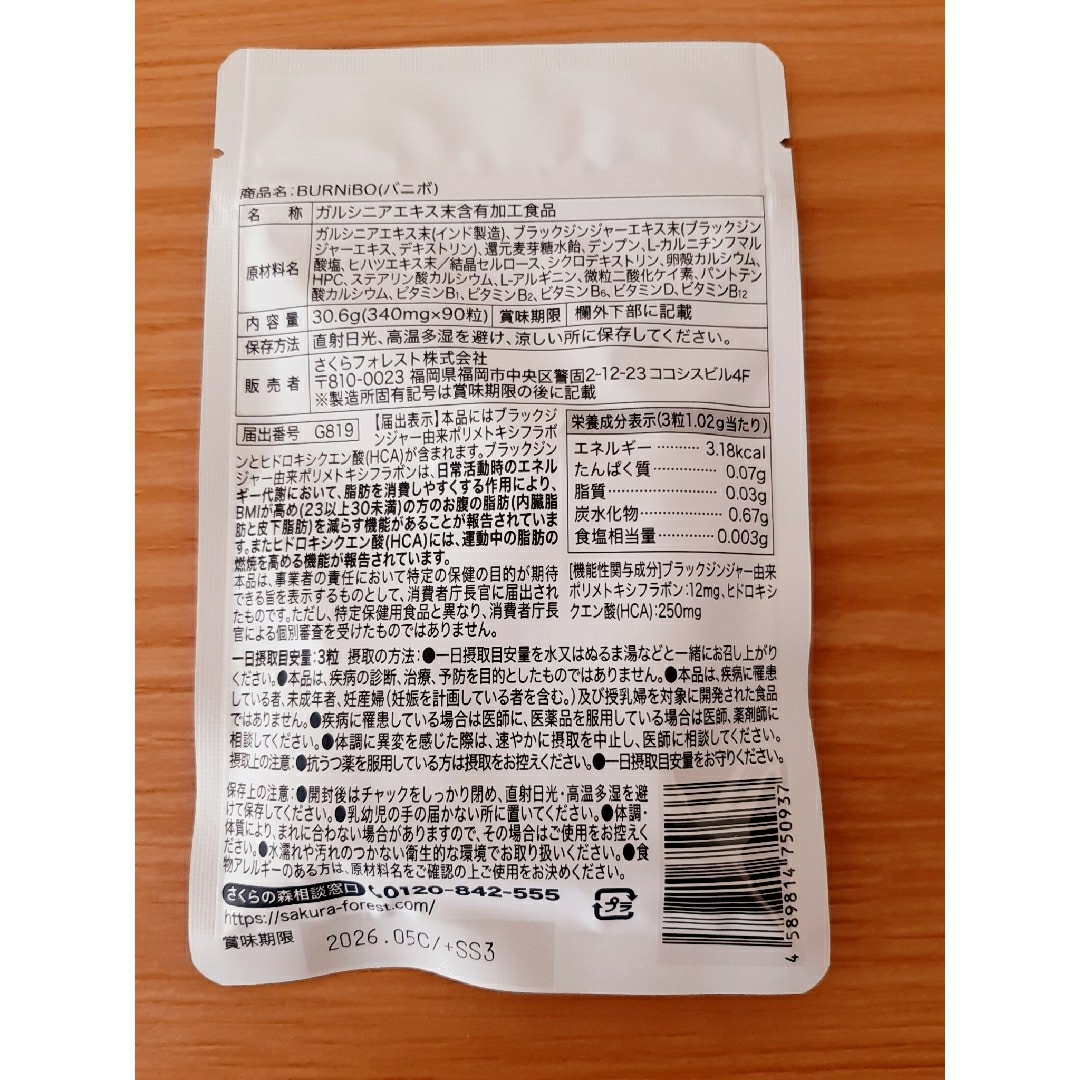 商品名:BURNiBO(バニボ)
名 称 ガルシニアエキス末含有加工食品
原材料名 ガルシニアエキス末(インド製造)、ブラックジンジャーエキス末(ブラックジン
ジャーエキス、デキストリン)、還元麦芽糖水飴、デンプン、L-カルニチンフマル
酸塩、ヒハツエキス末/結晶セルロース、シクロデキストリン、卵殻カルシウム、
HPC、ステアリン酸カルシウム、L-アルギニン、微粒二酸化ケイ素、パントテン
酸カルシウム、ビタミンB1、ビタミンB2、ビタミンB6、ビタミンD、ビタミンB12
内容量 30.6g(340mg×90粒) 賞味期限 欄外下部に記載
保存方法 直射日光、高温多湿を避け、涼しい所に保存してください。
販売者 さくらフォレスト株式会社
〒810-0023 福岡県福岡市中央区警固2-12-23 ココシスビル4F
※製造所固有記号は賞味期限の後に記載
届出番号 G819
【届出表示】本品にはブラックジ
ンジャー由来ポリメトキシフラボ
ンとヒドロキシクエン酸(HCA)が含まれます。ブラックジン
ジャー由来ポリメトキシフラボンは、日常活動時のエネル
ギー代謝において、脂肪を消費しやすくする作用により、
BMIが高め(23以上30未満)の方のお腹の脂肪(内臓脂
肪と皮下脂肪)を減らす機能があることが報告されていま
す。またヒドロキシクエン酸(HCA)には、運動中の脂肪の
燃焼を高める機能が報告されています。
本品は、事業者の責任において特定の保健の目的が期待
できる旨を表示するものとして、消費者庁長官に届出され
たものです。ただし、特定保健用食品と異なり、消費者庁長
官による個別審査を受けたものではありません。
栄養成分表示(3粒1.02g当たり)
エネルギー ……… 3.18kcal
たんぱく質 ……… 0.07g
脂質 ……… 0.03g
炭水化物 ……… 0.67g
食塩相当量 ……… 0.003g
[機能性関与成分]ブラックジンジャー由来
ポリメトキシフラボン:12mg、ヒドロキシ
クエン酸(HCA):250mg
一日摂取目安量:3粒 摂取の方法:●一日摂取目安量を水又はぬるま湯などと一緒にお召し上がり
ください。●本品は、疾病の診断、治療、予防を目的としたものではありません。●本品は、疾病に罹患
している者、未成年者、妊産婦(妊娠を計画している者を含む。)及び授乳婦を対象に開発された食品
ではありません。●疾病に罹患している場合は医師に、医薬品を服用している場合は医師、薬剤師に
相談してください。●体調に異変を感じた際は、速やかに摂取を中止し、医師に相談してください。
摂取上の注意:●抗うつ薬を服用している方は摂取をお控えください。●一日摂取目安量をお守りください。
保存上の注意:●開封後はチャックをしっかり閉め、直射日光・高温多湿を避
けて保存してください。●乳幼児の手の届かない所に置いてください。●体調・
体質により、まれに合わない場合がありますので、その場合はご使用をお控えく
ださい。●水濡れや汚れのつかない衛生的な環境でお取り扱いください。●食
物アレルギーのある方は、原材料名をご確認の上ご使用をお決めください。
さくらの森相談窓口 0120-842-555
https://sakura-forest.com/
プラ
賞味期限 2026.05C/+SS3
4 589814 750937